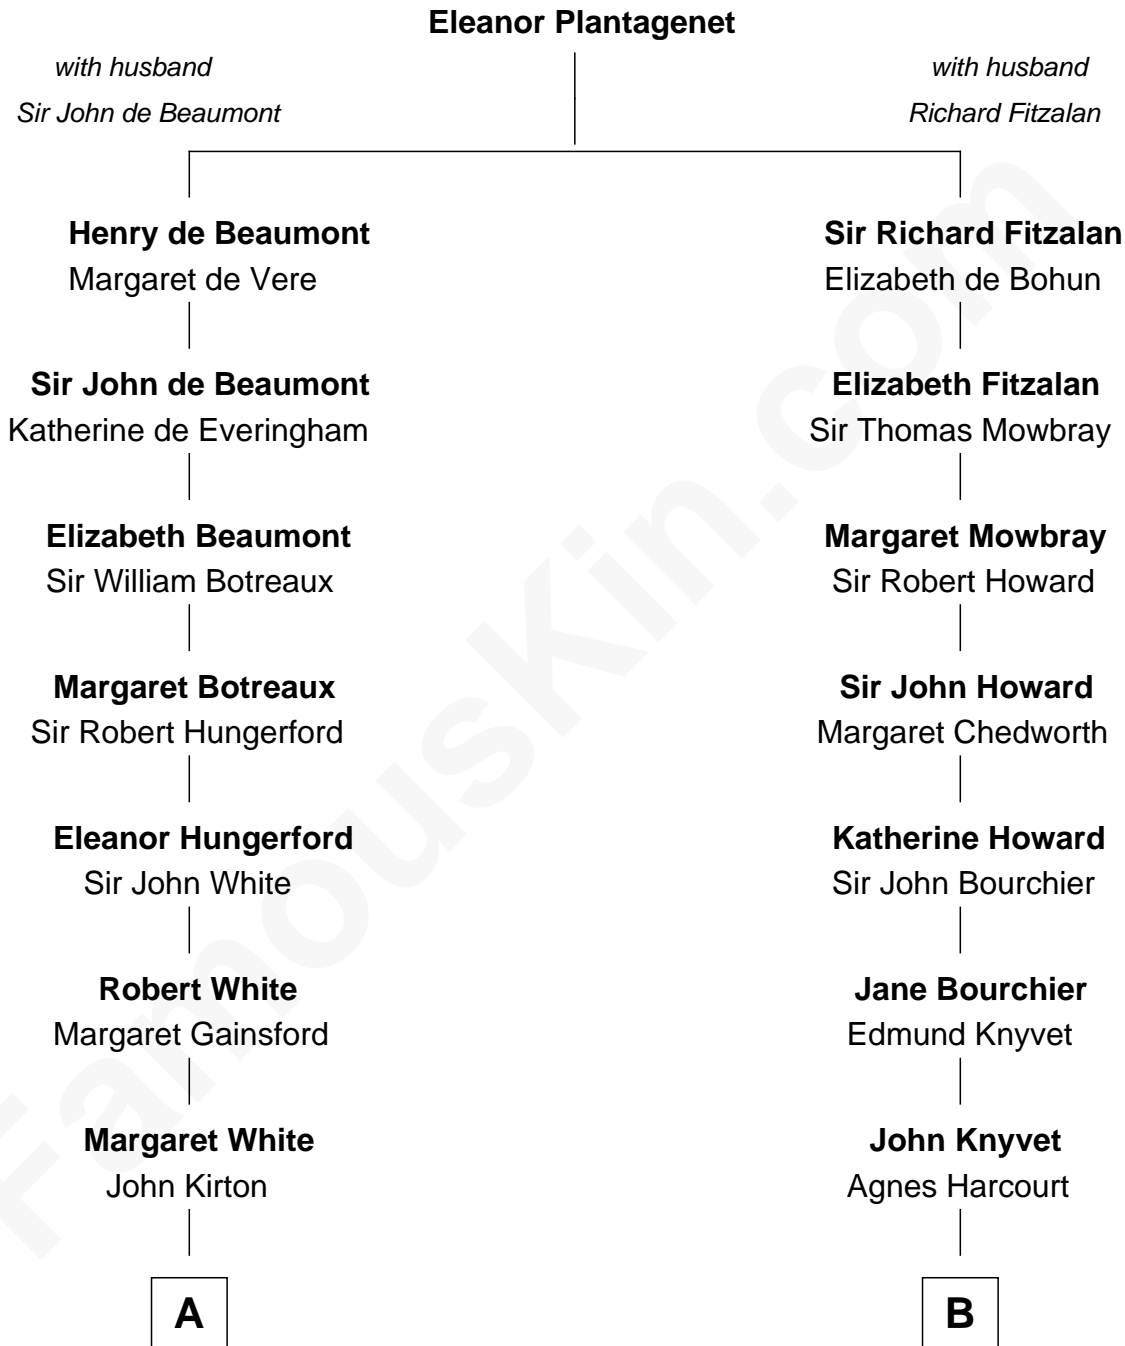 Eleanor Plantagenet
with husband
Sir John de Beaumont
with husband
Richard Fitzalan
Henry de Beaumont
Margaret de Vere
Sir Richard Fitzalan
Elizabeth de Bohun
Sir John de Beaumont
Katherine de Everingham
Elizabeth Fitzalan
Sir Thomas Mowbray
Elizabeth Beaumont
Sir William Botreaux
Margaret Mowbray
Sir Robert Howard
Margaret Botreaux
Sir Robert Hungerford
Sir John Howard
Margaret Chedworth
Eleanor Hungerford
Sir John White
Katherine Howard
Sir John Bourchier
Robert White
Margaret Gainsford
Jane Bourchier
Edmund Knyvet
Margaret White
John Kirton
John Knyvet
Agnes Harcourt
A
B
FamousKin.com